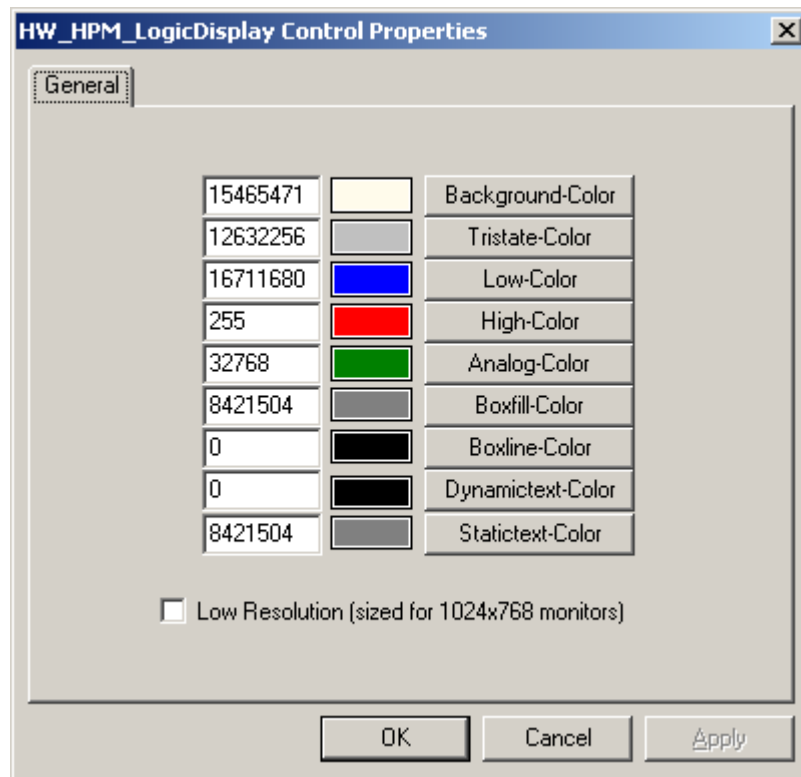 HW_HPM_LogicDisplay Control Properties
General
15465471 Background-Color
12632256 Tristate-Color
16711680 Low-Color
255 High-Color
32768 Analog-Color
8421504 Boxfill-Color
0 Boxline-Color
0 Dynamictext-Color
8421504 Statictext-Color
Low Resolution (sized for 1024x768 monitors)
OK Cancel Apply